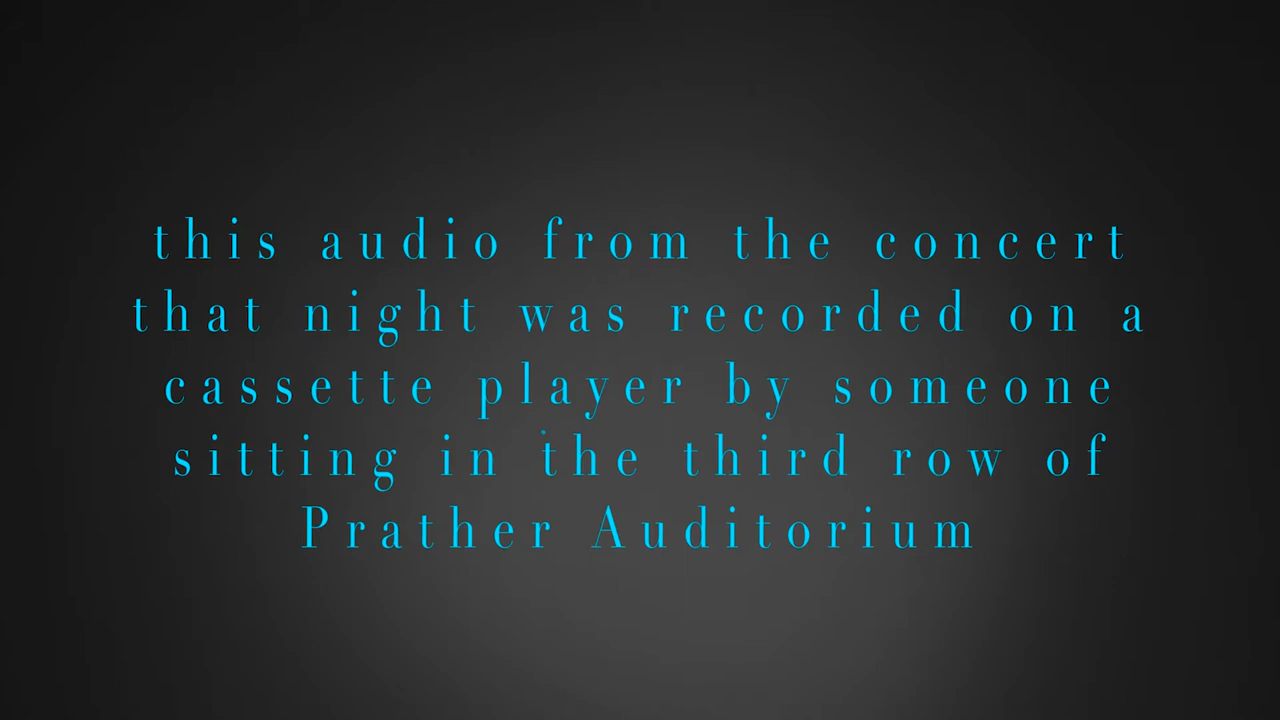 this audio from the concert
that night was recorded on a
cassette player by someone
sitting in the third row of
Prather Auditorium